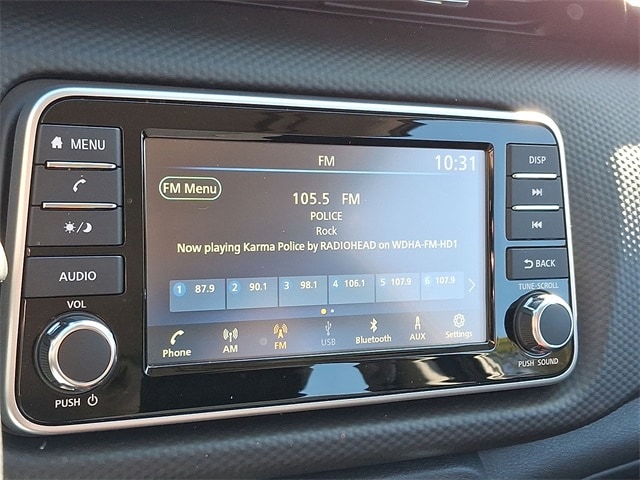 MENU
AUDIO
VOL
PUSH
FM
10:31
FM Menu
105.5 FM
POLICE
Rock
Now playing Karma Police by RADIOHEAD on WDHA-FM-HD1
1 87.9 2 90.1 3 98.1 4 106.1 5 107.9 6 107.9
Phone AM FM USB Bluetooth AUX Settings
DISP
BACK
TUNE-SCROLL
PUSH SOUND